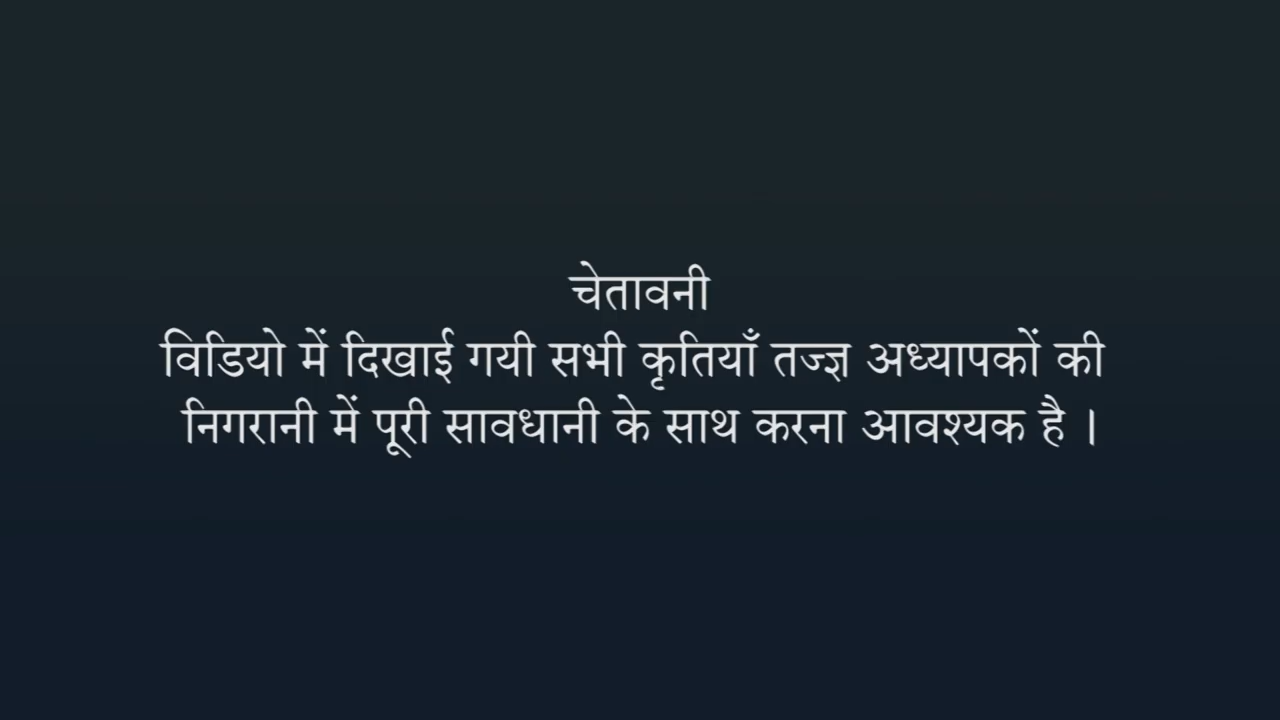 चेतावनी
विडियो में दिखाई गयी सभी कृतियाँ तज्ज्ञ अध्यापकों की
निगरानी में पूरी सावधानी के साथ करना आवश्यक है ।